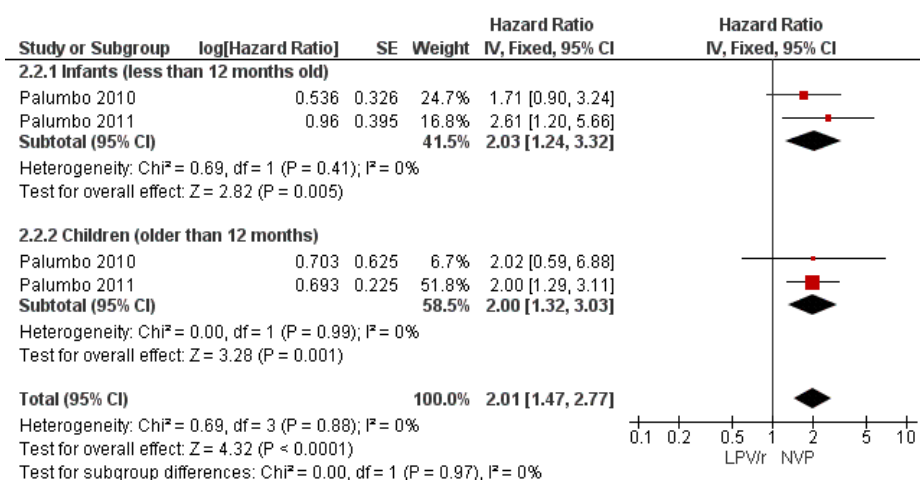 Hazard Ratio Hazard Ratio
Study or Subgroup log[Hazard Ratio] SE Weight IV, Fixed, 95% CI IV, Fixed, 95% CI
2.2.1 Infants (less than 12 months old)
Palumbo 2010 0.536 0.326 24.7% 1.71 [0.90, 3.24]
Palumbo 2011 0.96 0.395 16.8% 2.61 [1.20, 5.66]
Subtotal (95% CI) 41.5% 2.03 [1.24, 3.32]
Heterogeneity: Chi² = 0.69, df = 1 (P = 0.41); I² = 0%
Test for overall effect: Z = 2.82 (P = 0.005)
2.2.2 Children (older than 12 months)
Palumbo 2010 0.703 0.625 6.7% 2.02 [0.59, 6.88]
Palumbo 2011 0.693 0.225 51.8% 2.00 [1.29, 3.11]
Subtotal (95% CI) 58.5% 2.00 [1.32, 3.03]
Heterogeneity: Chi² = 0.00, df = 1 (P = 0.99); I² = 0%
Test for overall effect: Z = 3.28 (P = 0.001)
Total (95% CI) 100.0% 2.01 [1.47, 2.77]
Heterogeneity: Chi² = 0.69, df = 3 (P = 0.88); I² = 0%
Test for overall effect: Z = 4.32 (P < 0.0001)
Test for subgroup differences: Chi² = 0.00, df = 1 (P = 0.97), I² = 0%
0.1 0.2 0.5 1 2 5 10
LPV/r NVP